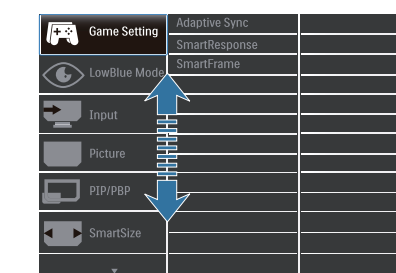 Game Setting
Adaptive Sync
SmartResponse
SmartFrame
LowBlue Mode
Input
Picture
PIP/PBP
SmartSize